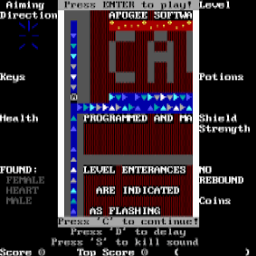 Aiming Direction
Press ENTER to play!
Level
APOGEE SOFTWA
CA
Keys
Potions
Health
PROGRAMMED AND MA
Shield Strength
FOUND:
FEMALE
HEART
MALE
LEVEL ENTERANCES
ARE INDICATED
AS FLASHING
NO REBOUND
Coins
Press 'C' to continue!
Press 'D' to delay
Press 'S' to kill sound
Score 0
Top Score 0
( )